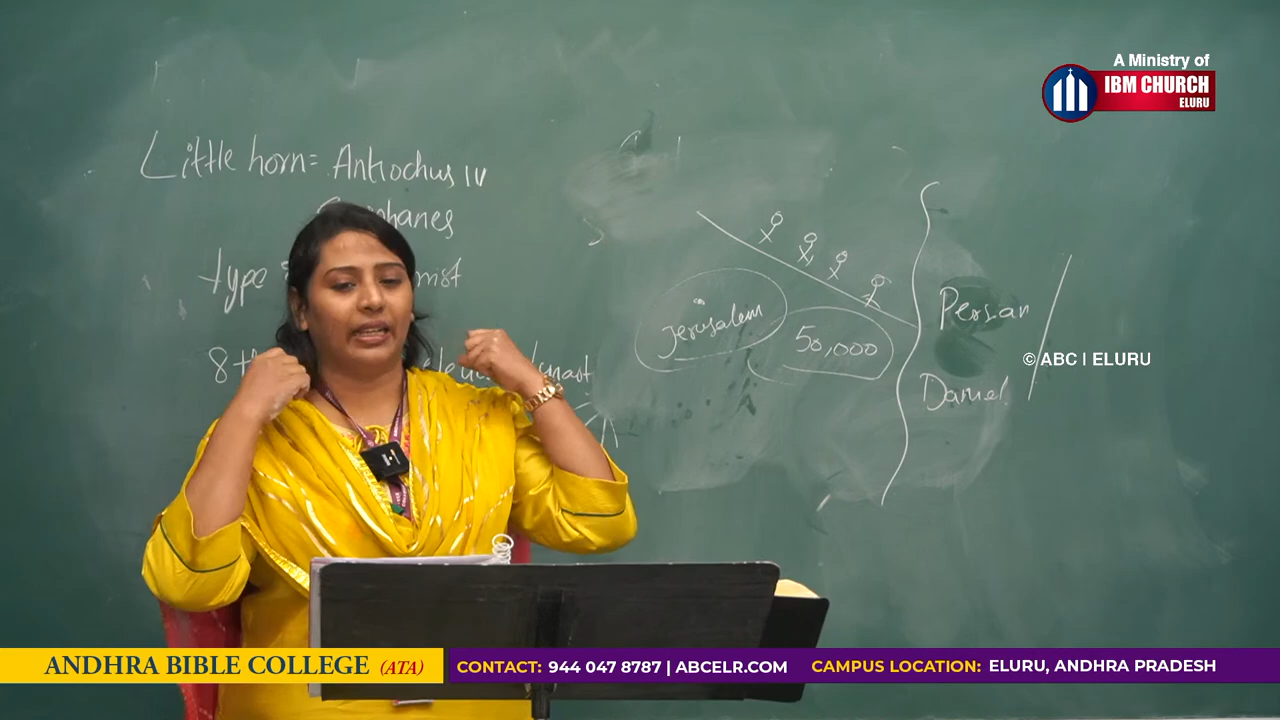 A Ministry of
IBM CHURCH
ELURU
Little horn = Antiochus IV
type
8th
Jerusalem
50,000
Persian
Daniel
© ABC | ELURU
ANDHRA BIBLE COLLEGE (ATA)
CONTACT: 944 047 8787 | ABCELR.COM
CAMPUS LOCATION: ELURU, ANDHRA PRADESH